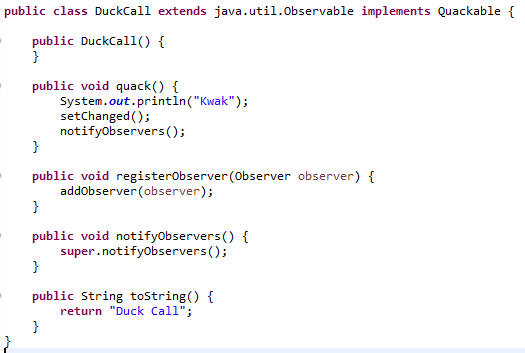 public class DuckCall extends java.util.Observable implements Quackable {
public DuckCall() {
}
public void quack() {
System.out.println("Kwak");
setChanged();
notifyObservers();
}
public void registerObserver(Observer observer) {
addObserver(observer);
}
public void notifyObservers() {
super.notifyObservers();
}
public String toString() {
return "Duck Call";
}
}